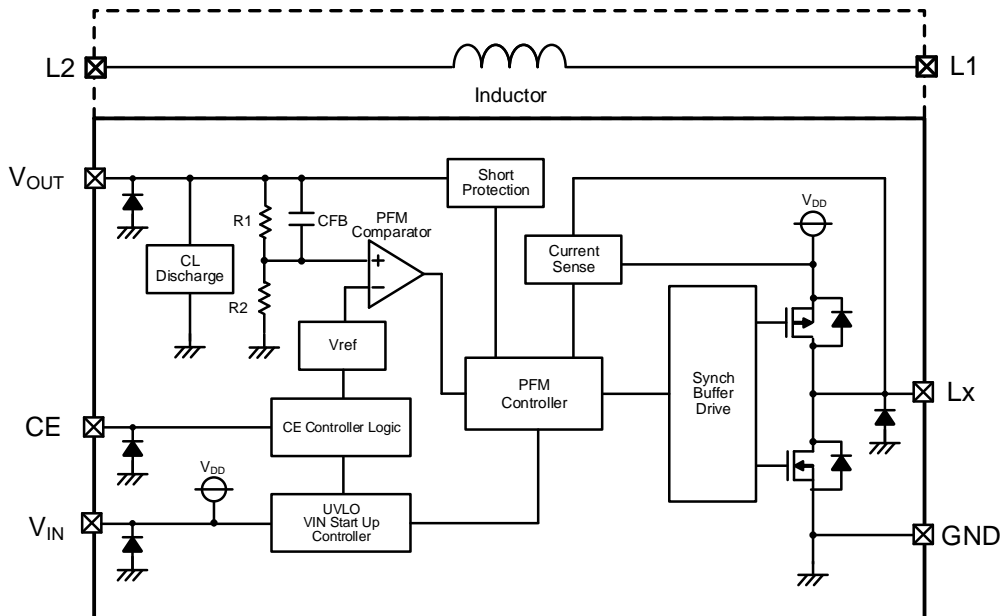 L2
L1
Inductor
VOUT
Short
Protection
VDD
R1
CFB
PFM
Comparator
CL
Discharge
Current
Sense
+
−
R2
Vref
PFM
Controller
Synch
Buffer
Drive
Lx
CE
CE Controller Logic
VDD
UVLO
VIN Start Up
Controller
VIN
GND